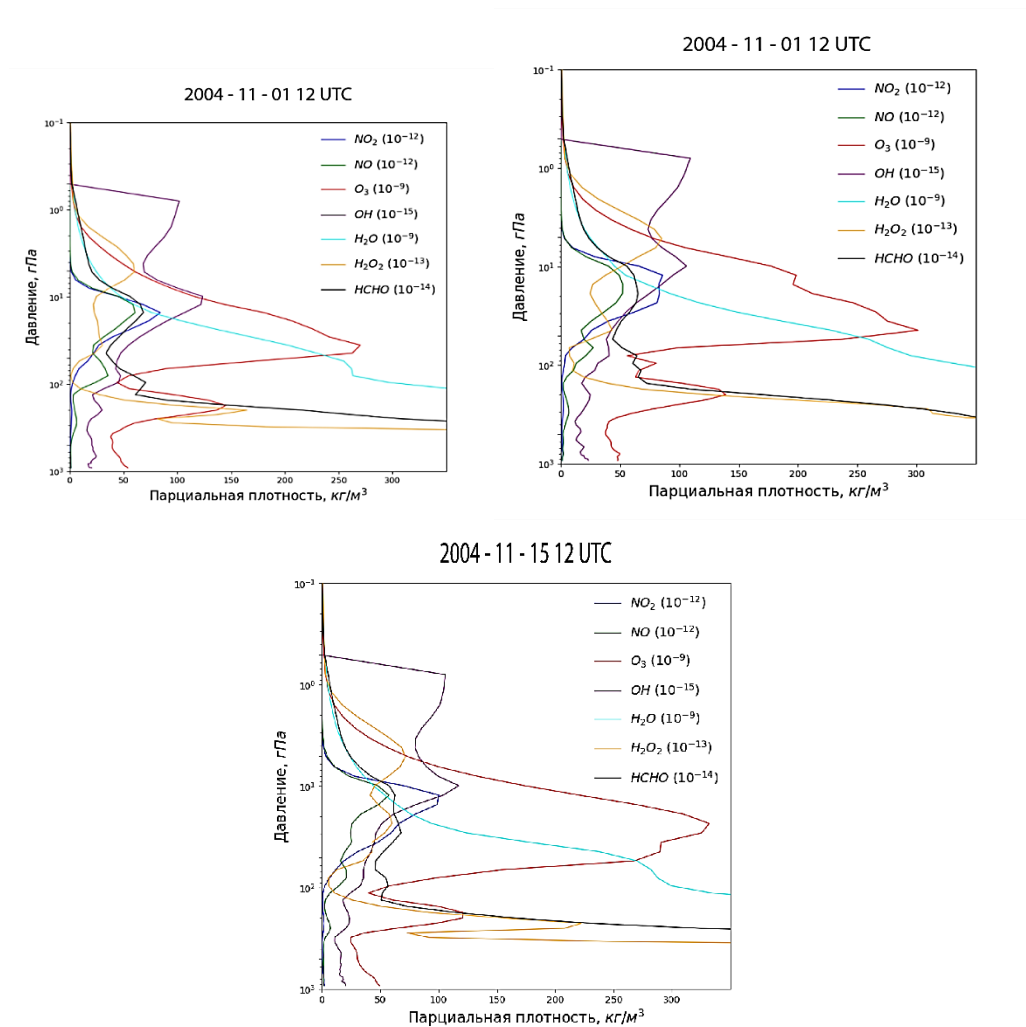 2004 - 11 - 01 12 UTC
10⁻¹
10⁰
10¹
10²
10³
Давление, гПа
NO₂ (10⁻¹²)
NO (10⁻¹²)
O₃ (10⁻⁹)
OH (10⁻¹⁵)
H₂O (10⁻⁹)
H₂O₂ (10⁻¹³)
HCHO (10⁻¹⁴)
0 50 100 150 200 250 300
Парциальная плотность, кг/м³
2004 - 11 - 01 12 UTC
10⁻¹
10⁰
10¹
10²
10³
Давление, гПа
NO₂ (10⁻¹²)
NO (10⁻¹²)
O₃ (10⁻⁹)
OH (10⁻¹⁵)
H₂O (10⁻⁹)
H₂O₂ (10⁻¹³)
HCHO (10⁻¹⁴)
0 50 100 150 200 250 300
Парциальная плотность, кг/м³
2004 - 11 - 15 12 UTC
10⁻¹
10⁰
10¹
10²
10³
Давление, гПа
NO₂ (10⁻¹²)
NO (10⁻¹²)
O₃ (10⁻⁹)
OH (10⁻¹⁵)
H₂O (10⁻⁹)
H₂O₂ (10⁻¹³)
HCHO (10⁻¹⁴)
0 50 100 150 200 250 300
Парциальная плотность, кг/м³